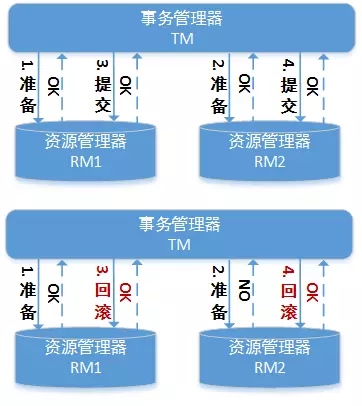 事务管理器
TM
1.准备
OK
3.提交
OK
2.准备
OK
4.提交
OK
资源管理器
RM1
资源管理器
RM2
事务管理器
TM
1.准备
OK
3.回滚
OK
2.准备
NO
4.回滚
OK
资源管理器
RM1
资源管理器
RM2